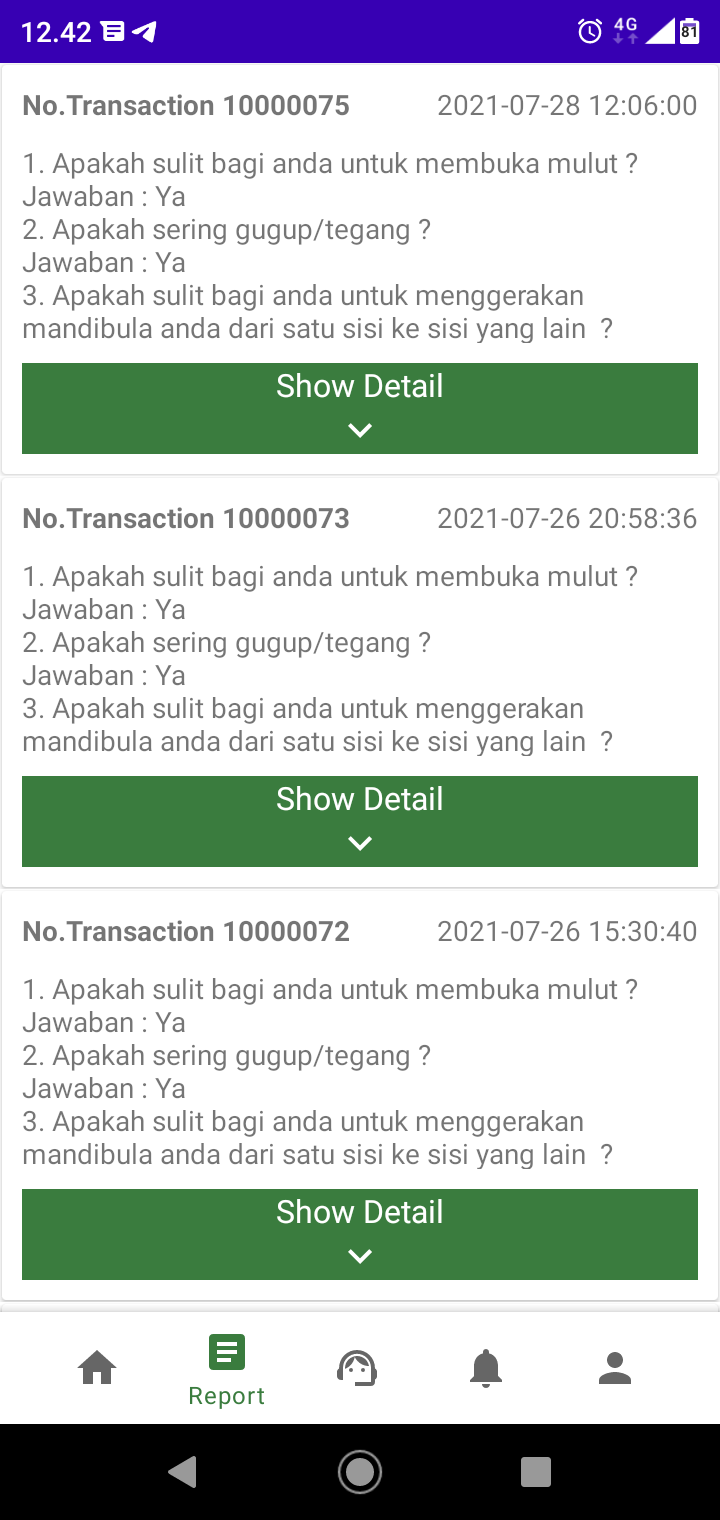 12.42
4G
81
No.Transaction 10000075 2021-07-28 12:06:00
1. Apakah sulit bagi anda untuk membuka mulut ?
Jawaban : Ya
2. Apakah sering gugup/tegang ?
Jawaban : Ya
3. Apakah sulit bagi anda untuk menggerakan
mandibula anda dari satu sisi ke sisi yang lain  ?
Show Detail
No.Transaction 10000073 2021-07-26 20:58:36
1. Apakah sulit bagi anda untuk membuka mulut ?
Jawaban : Ya
2. Apakah sering gugup/tegang ?
Jawaban : Ya
3. Apakah sulit bagi anda untuk menggerakan
mandibula anda dari satu sisi ke sisi yang lain  ?
Show Detail
No.Transaction 10000072 2021-07-26 15:30:40
1. Apakah sulit bagi anda untuk membuka mulut ?
Jawaban : Ya
2. Apakah sering gugup/tegang ?
Jawaban : Ya
3. Apakah sulit bagi anda untuk menggerakan
mandibula anda dari satu sisi ke sisi yang lain  ?
Show Detail
Report